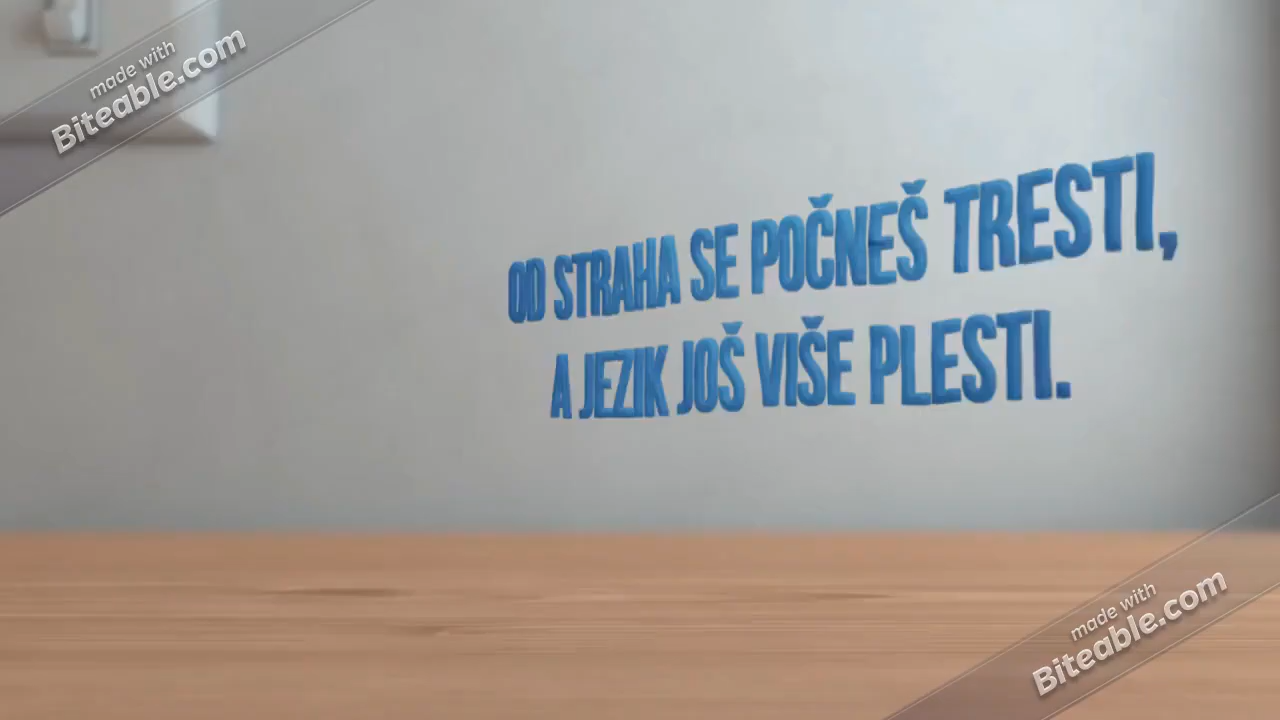 made with
Biteable.com
OD STRAHA SE POČNEŠ TRESTI,
A JEZIK JOŠ VIŠE PLESTI.
made with
Biteable.com